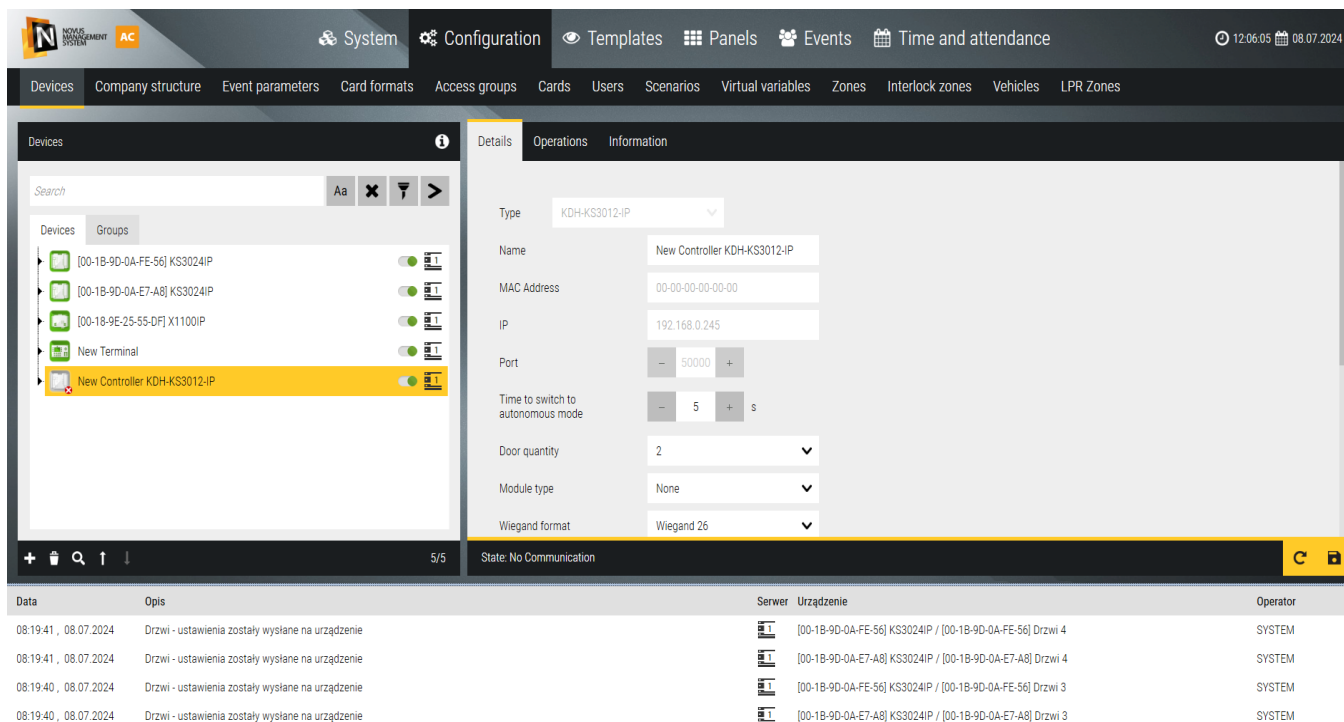 NOVUS MANAGEMENT SYSTEM AC
System Configuration Templates Panels Events Time and attendance 12:06:05 08.07.2024
Devices Company structure Event parameters Card formats Access groups Cards Users Scenarios Virtual variables Zones Interlock zones Vehicles LPR Zones
Devices
Details Operations Information
Search Aa
Devices Groups
[00-1B-9D-0A-FE-56] KS3024IP 1
[00-1B-9D-0A-E7-A8] KS3024IP 1
[00-18-9E-25-55-DF] X1100IP 1
New Terminal 1
New Controller KDH-KS3012-IP 1
Type KDH-KS3012-IP
Name New Controller KDH-KS3012-IP
MAC Address 00-00-00-00-00-00
IP 192.168.0.245
Port − 50000 +
Time to switch to
autonomous mode − 5 + s
Door quantity 2
Module type None
Wiegand format Wiegand 26
5/5
State: No Communication
Data Opis Serwer Urządzenie Operator
08:19:41 , 08.07.2024 Drzwi - ustawienia zostały wysłane na urządzenie 1 [00-1B-9D-0A-FE-56] KS3024IP / [00-1B-9D-0A-FE-56] Drzwi 4 SYSTEM
08:19:41 , 08.07.2024 Drzwi - ustawienia zostały wysłane na urządzenie 1 [00-1B-9D-0A-E7-A8] KS3024IP / [00-1B-9D-0A-E7-A8] Drzwi 4 SYSTEM
08:19:40 , 08.07.2024 Drzwi - ustawienia zostały wysłane na urządzenie 1 [00-1B-9D-0A-FE-56] KS3024IP / [00-1B-9D-0A-FE-56] Drzwi 3 SYSTEM
08:19:40 , 08.07.2024 Drzwi - ustawienia zostały wysłane na urządzenie 1 [00-1B-9D-0A-E7-A8] KS3024IP / [00-1B-9D-0A-E7-A8] Drzwi 3 SYSTEM